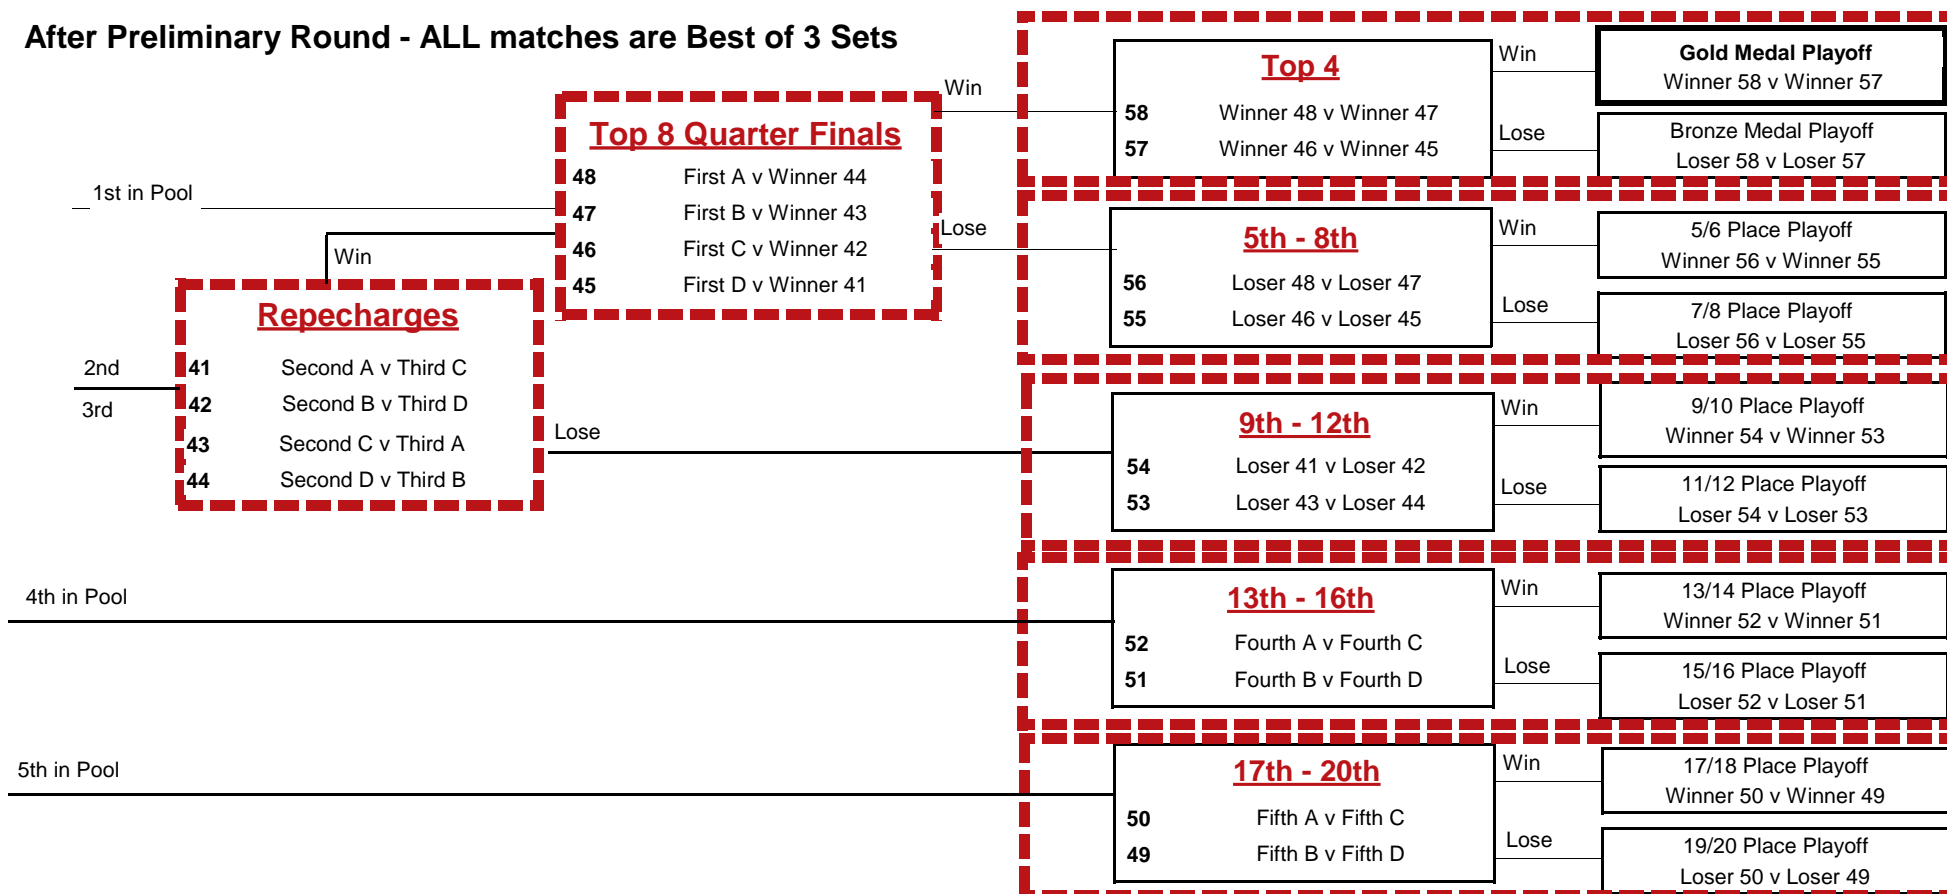 After Preliminary Round - ALL matches are Best of 3 Sets
1st in Pool
2nd
3rd
4th in Pool
5th in Pool
Repechages
41 Second A v Third C
42 Second B v Third D
43 Second C v Third A
44 Second D v Third B
Win
Lose
Top 8 Quarter Finals
48 First A v Winner 44
47 First B v Winner 43
46 First C v Winner 42
45 First D v Winner 41
Win
Lose
Top 4
58 Winner 48 v Winner 47
57 Winner 46 v Winner 45
Win
Lose
Gold Medal Playoff
Winner 58 v Winner 57
Bronze Medal Playoff
Loser 58 v Loser 57
5th - 8th
56 Loser 48 v Loser 47
55 Loser 46 v Loser 45
Win
Lose
5/6 Place Playoff
Winner 56 v Winner 55
7/8 Place Playoff
Loser 56 v Loser 55
9th - 12th
54 Loser 41 v Loser 42
53 Loser 43 v Loser 44
Win
Lose
9/10 Place Playoff
Winner 54 v Winner 53
11/12 Place Playoff
Loser 54 v Loser 53
13th - 16th
52 Fourth A v Fourth C
51 Fourth B v Fourth D
Win
Lose
13/14 Place Playoff
Winner 52 v Winner 51
15/16 Place Playoff
Loser 52 v Loser 51
17th - 20th
50 Fifth A v Fifth C
49 Fifth B v Fifth D
Win
Lose
17/18 Place Playoff
Winner 50 v Winner 49
19/20 Place Playoff
Loser 50 v Loser 49